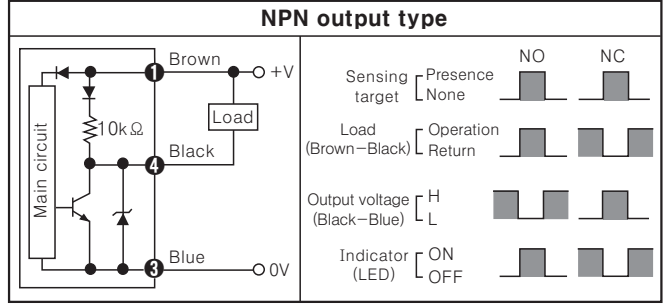 NPN output type
Brown
+V
Load
10kΩ
Black
Main circuit
Blue
0V
1
4
3
NO
NC
Sensing target
Presence
None
Load
(Brown−Black)
Operation
Return
Output voltage
(Black−Blue)
H
L
Indicator
(LED)
ON
OFF